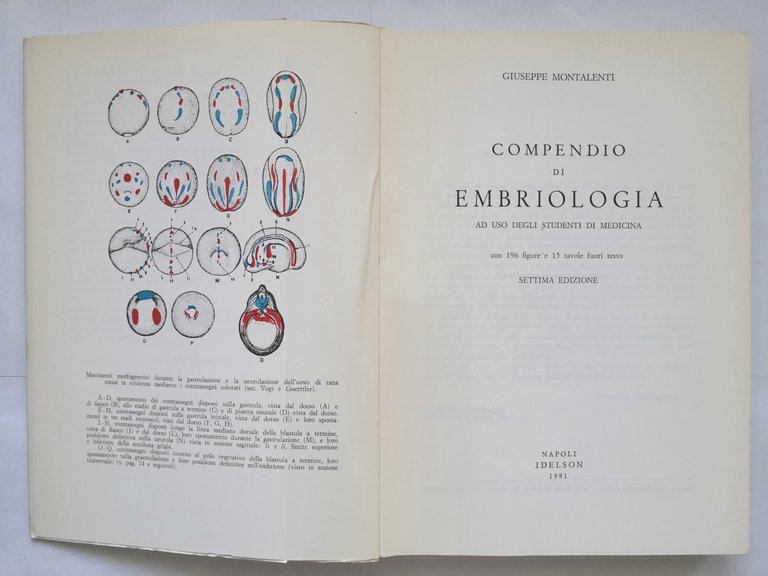 A B C D
E F G H
I L M N
O P Q
Movimenti morfogenetici durante la gastrulazione e la neurulazione dell'uovo di rana
messi in evidenza mediante i contrassegni colorati (sec. Vogt e Goerttler).
A-D, spostamento dei contrassegni disposti sulla gastrula, vista dal dorso (A) e
di fianco (B), allo stadio di gastrula a termine (C) e di piastra neurale (D) vista dal dorso.
E-H, contrassegni disposti sulla gastrula iniziale, vista dal dorso (E) e loro sposta-
menti in tre stadi successivi, visti dal dorso (F, G, H).
I-N, contrassegni disposti lungo la linea mediana dorsale della blastula a termine,
vista di fianco (I) e dal dorso (L), loro spostamento durante la gastrulazione (M), e loro
posizione definitiva nella neurula (N) vista in sezione sagittale: Is e Ii, limite superiore
e inferiore della semiluna grigia.
O-Q, contrassegni disposti intorno al polo vegetativo della blastula a termine, loro
spostamento nella grastrulazione e loro posizione definitiva nell'embrione (visto in sezione
trasversale) (v. pag. 74 e seguenti).
GIUSEPPE MONTALENTI
COMPENDIO
DI
EMBRIOLOGIA
AD USO DEGLI STUDENTI DI MEDICINA
con 196 figure e 15 tavole fuori testo
SETTIMA EDIZIONE
NAPOLI
IDELSON
1981